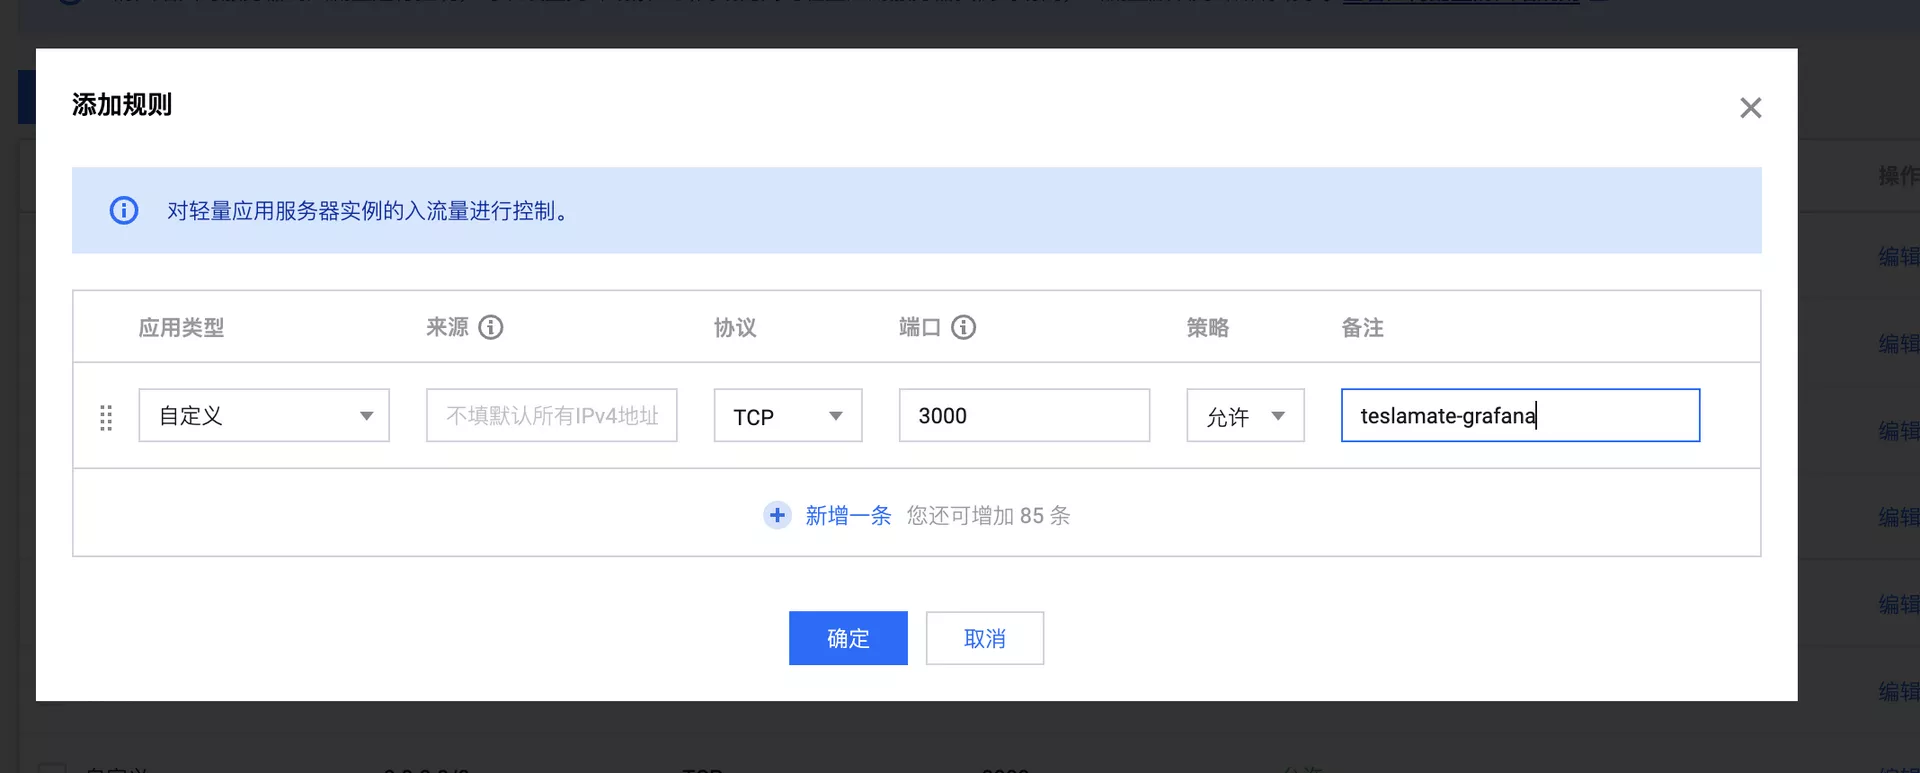 添加规则
操作
对轻量应用服务器实例的入流量进行控制。
应用类型 来源 协议 端口 策略 备注
自定义 不填默认所有IPv4地址 TCP 3000 允许 teslamate-grafana
新增一条 您还可增加 85 条
确定 取消
编辑
编辑
编辑
编辑
编辑
编辑